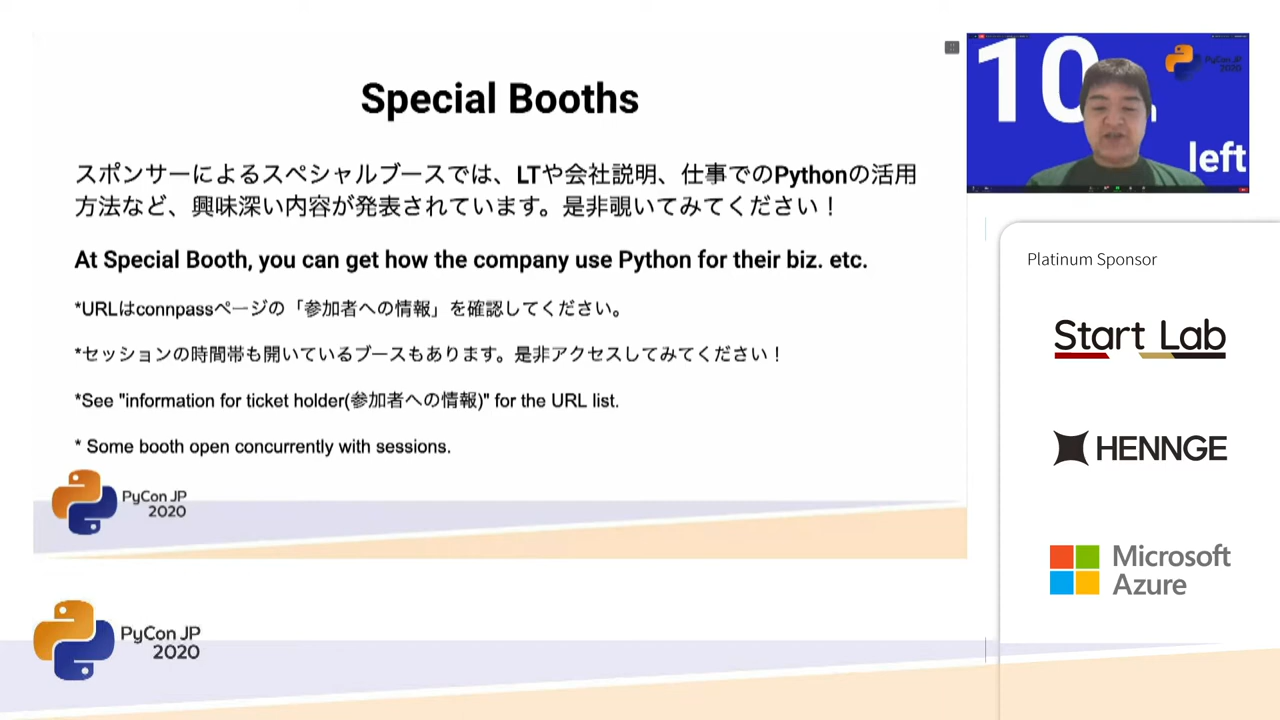 Special Booths
スポンサーによるスペシャルブースでは、LTや会社説明、仕事でのPythonの活用
方法など、興味深い内容が発表されています。是非覗いてみてください！
At Special Booth, you can get how the company use Python for their biz. etc.
*URLはconnpassページの「参加者への情報」を確認してください。
*セッションの時間帯も開いているブースもあります。是非アクセスしてみてください！
*See "information for ticket holder(参加者への情報)" for the URL list.
* Some booth open concurrently with sessions.
PyCon JP
2020
10
PyCon JP
2020
left
Platinum Sponsor
Start Lab
HENNGE
Microsoft
Azure
PyCon JP
2020